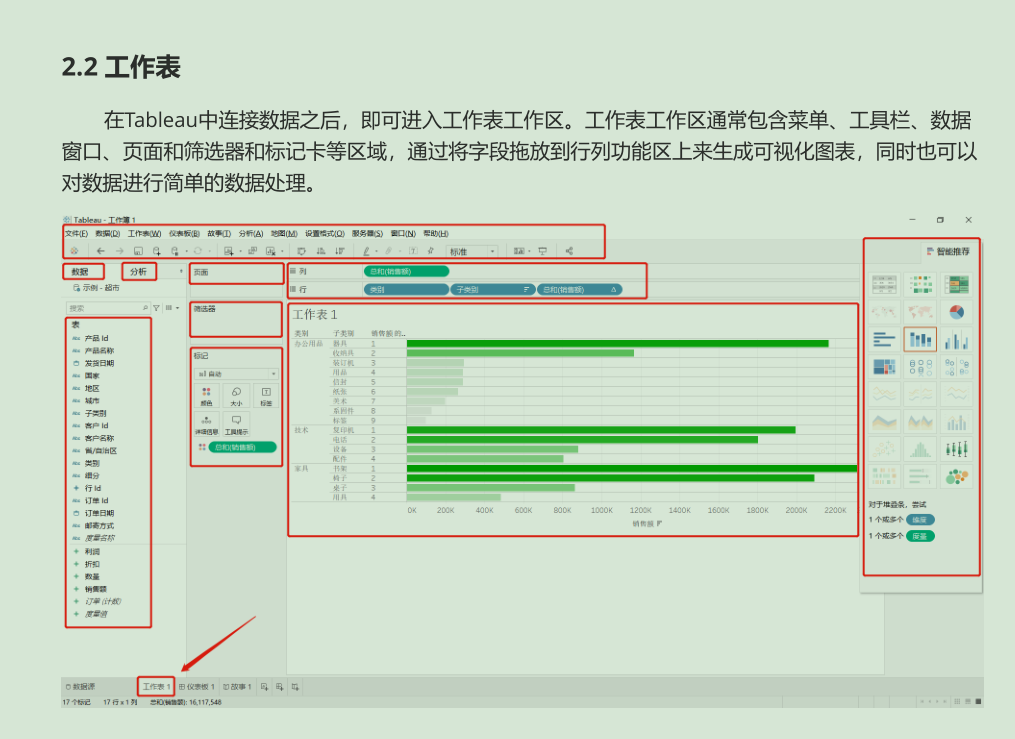 2.2 工作表
在Tableau中连接数据之后，即可进入工作表工作区。工作表工作区通常包含菜单、工具栏、数据
窗口、页面和筛选器和标记卡等区域，通过将字段拖放到行列功能区上来生成可视化图表，同时也可以
对数据进行简单的数据处理。
Tableau - 工作簿 1
文件(F) 数据(D) 工作表(W) 仪表板(B) 故事(T) 分析(A) 地图(M) 设置格式(O) 服务器(S) 窗口(N) 帮助(H)
标准
智能推荐
数据 分析
页面
列 总和(销售额)
示例 - 超市
行 类别 子类别 总和(销售额)
搜索
筛选器
工作表 1
表
产品 Id
产品名称
发货日期
国家
地区
城市
子类别
客户 Id
客户名称
省/自治区
类别
细分
行 Id
订单 Id
订单日期
邮寄方式
度量名称
利润
折扣
数量
销售额
订单 (计数)
度量值
标记
自动
颜色 大小 标签
详细信息 工具提示
总和(销售额)
类别 子类别 销售额 的..
办公用品 器具 1
收纳具 2
装订机 3
用品 4
信封 5
纸张 6
美术 7
系固件 8
标签 9
技术 复印机 1
电话 2
设备 3
配件 4
家具 书架 1
椅子 2
桌子 3
用具 4
0K 200K 400K 600K 800K 1000K 1200K 1400K 1600K 1800K 2000K 2200K
销售额
对于堆叠条，尝试
1 个或多个 维度
1 个或多个 度量
数据源 工作表 1 仪表板 1 故事 1
17 个标记 17 行 x 1 列 总和(销售额): 16,117,548